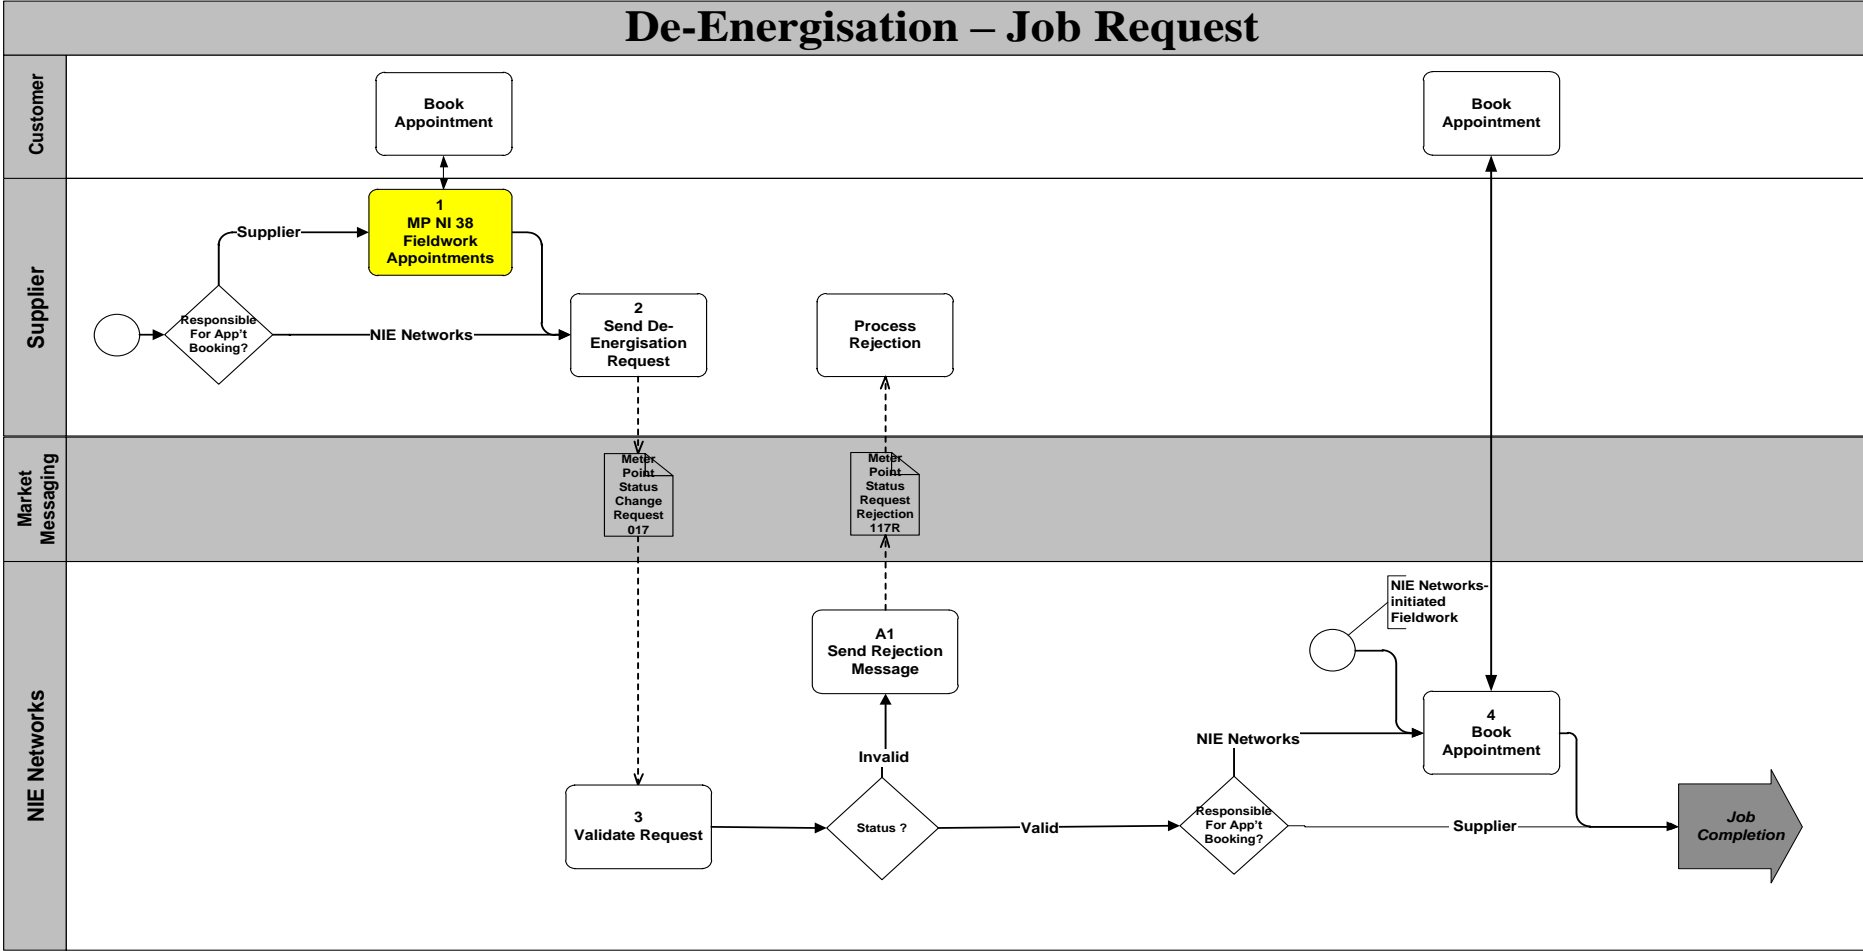 De-Energisation – Job Request
Customer
Book
Appointment
Book
Appointment
Supplier
1
MP NI 38
Fieldwork
Appointments
Supplier
Responsible
For App't
Booking?
NIE Networks
2
Send De-
Energisation
Request
Process
Rejection
Market
Messaging
Meter
Point
Status
Change
Request
017
Meter
Point
Status
Request
Rejection
117R
NIE Networks
NIE Networks-
initiated
Fieldwork
A1
Send Rejection
Message
Invalid
3
Validate Request
Status ?
Valid
NIE Networks
Responsible
For App't
Booking?
4
Book
Appointment
Supplier
Job
Completion